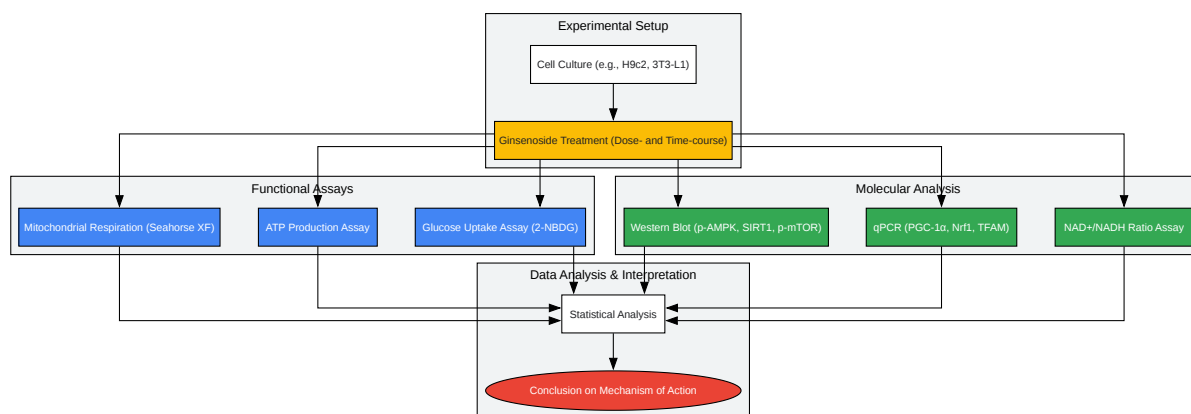 Experimental Setup
Cell Culture (e.g., H9c2, 3T3-L1)
Ginsenoside Treatment (Dose- and Time-course)
Functional Assays
Molecular Analysis
Mitochondrial Respiration (Seahorse XF)
ATP Production Assay
Glucose Uptake Assay (2-NBDG)
Western Blot (p-AMPK, SIRT1, p-mTOR)
qPCR (PGC-1α, Nrf1, TFAM)
NAD+/NADH Ratio Assay
Data Analysis & Interpretation
Statistical Analysis
Conclusion on Mechanism of Action